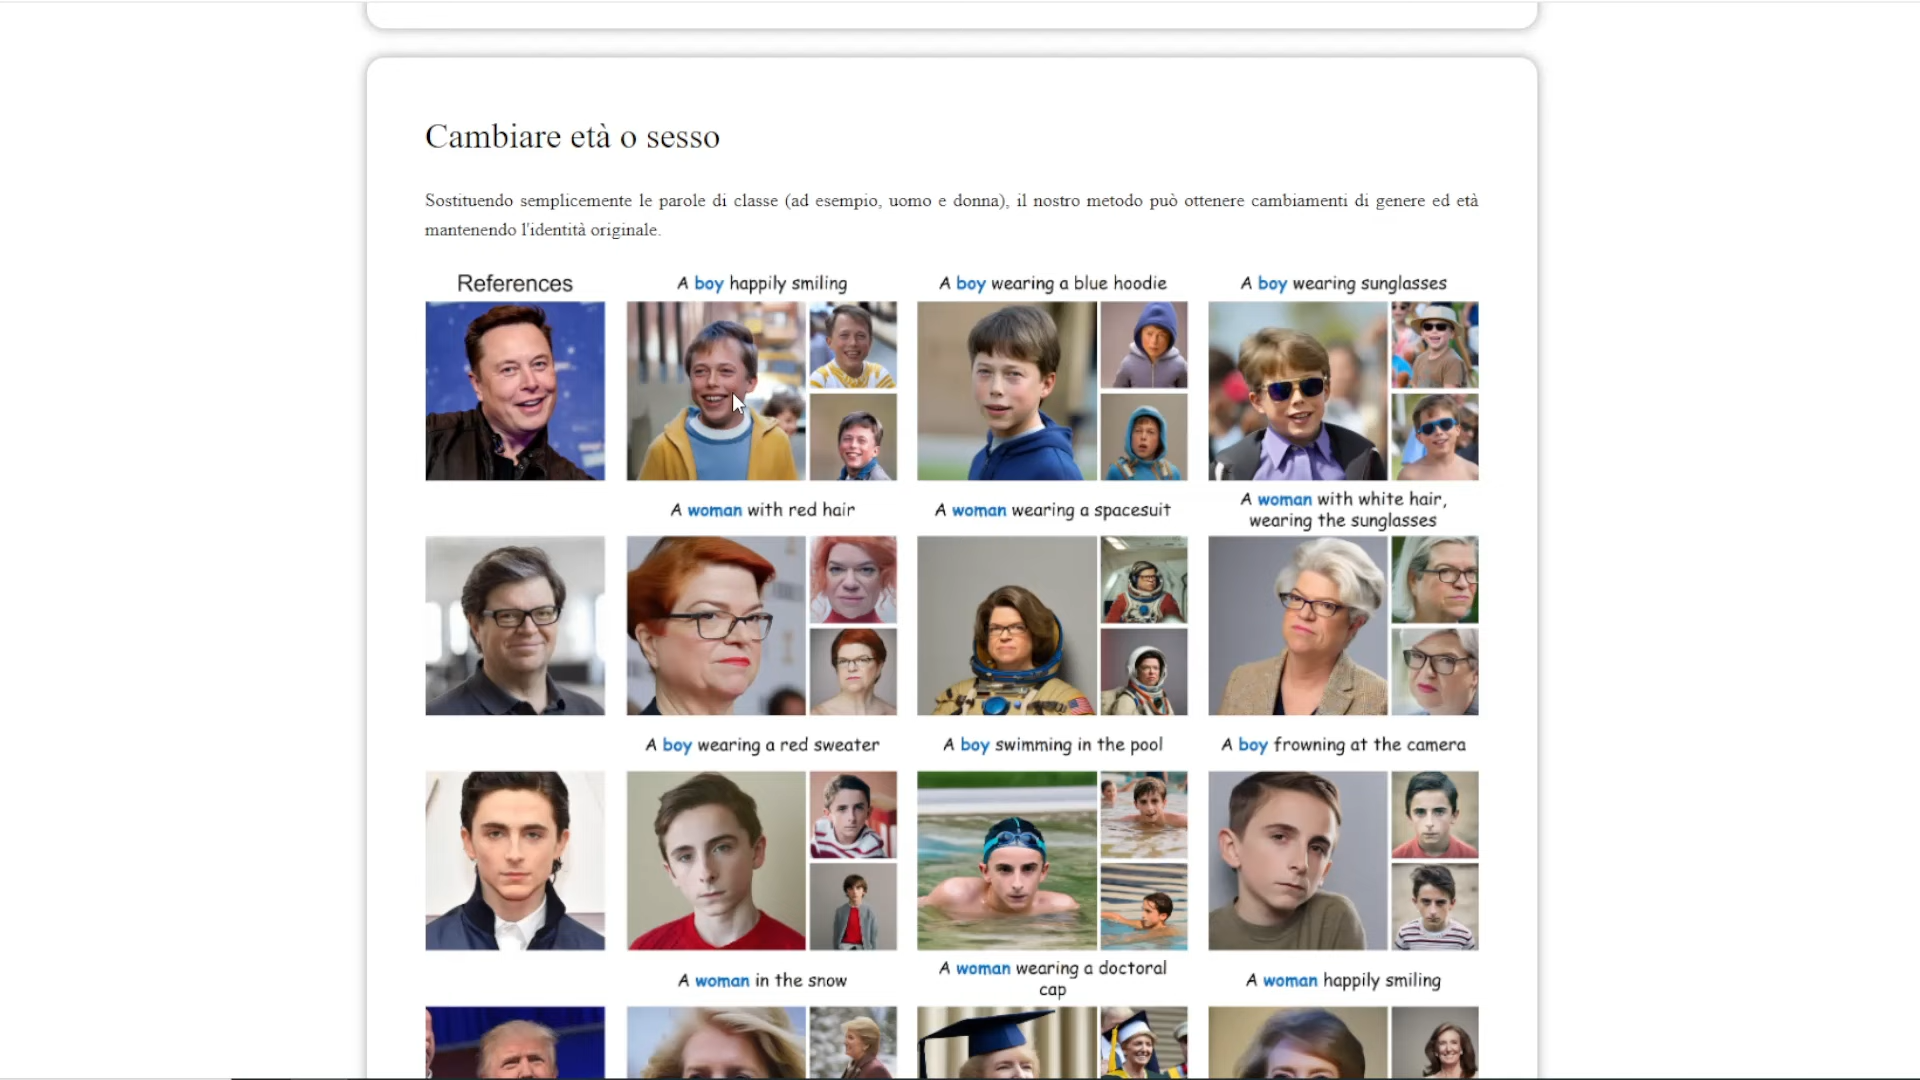 Cambiare età o sesso
Sostituendo semplicemente le parole di classe (ad esempio, uomo e donna), il nostro metodo può ottenere cambiamenti di genere ed età
mantenendo l'identità originale.
References
A boy happily smiling
A boy wearing a blue hoodie
A boy wearing sunglasses
A woman with red hair
A woman wearing a spacesuit
A woman with white hair,
wearing the sunglasses
A boy wearing a red sweater
A boy swimming in the pool
A boy frowning at the camera
A woman in the snow
A woman wearing a doctoral
cap
A woman happily smiling